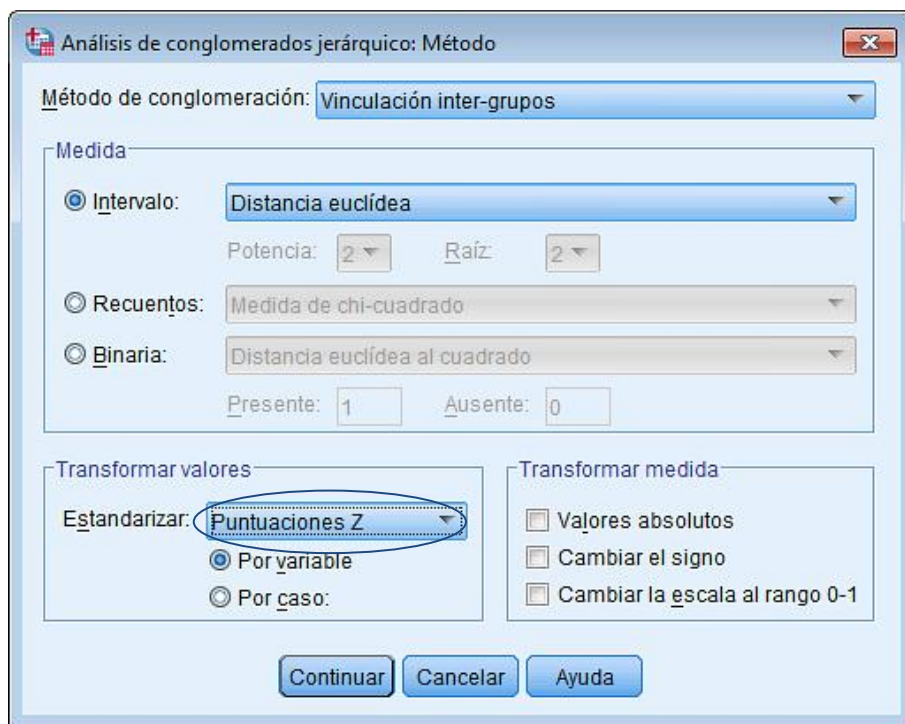 Análisis de conglomerados jerárquico: Método
Método de conglomeración: Vinculación inter-grupos
Medida
Intervalo: Distancia euclídea
Potencia: 2 Raíz: 2
Recuentos: Medida de chi-cuadrado
Binaria: Distancia euclídea al cuadrado
Presente: 1 Ausente: 0
Transformar valores
Estandarizar: Puntuaciones Z
Por variable
Por caso:
Transformar medida
Valores absolutos
Cambiar el signo
Cambiar la escala al rango 0-1
Continuar Cancelar Ayuda